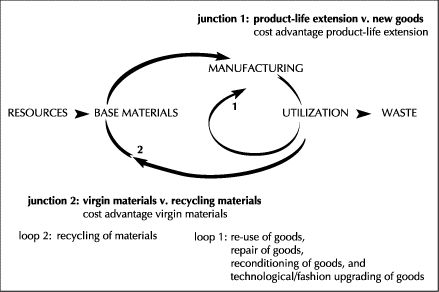 junction 1: product-life extension v. new goods
cost advantage product-life extension
MANUFACTURING
1
RESOURCES BASE MATERIALS UTILIZATION WASTE
2
junction 2: virgin materials v. recycling materials
cost advantage virgin materials
loop 2: recycling of materials
loop 1: re-use of goods,
repair of goods,
reconditioning of goods, and
technological/fashion upgrading of goods